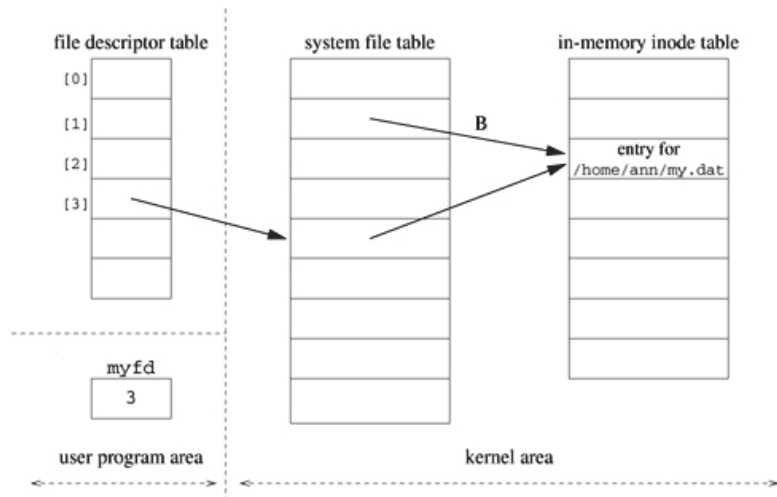 file descriptor table
system file table
in-memory inode table
[0]
[1]
B
[2]
entry for
/home/ann/my.dat
[3]
myfd
3
user program area
kernel area